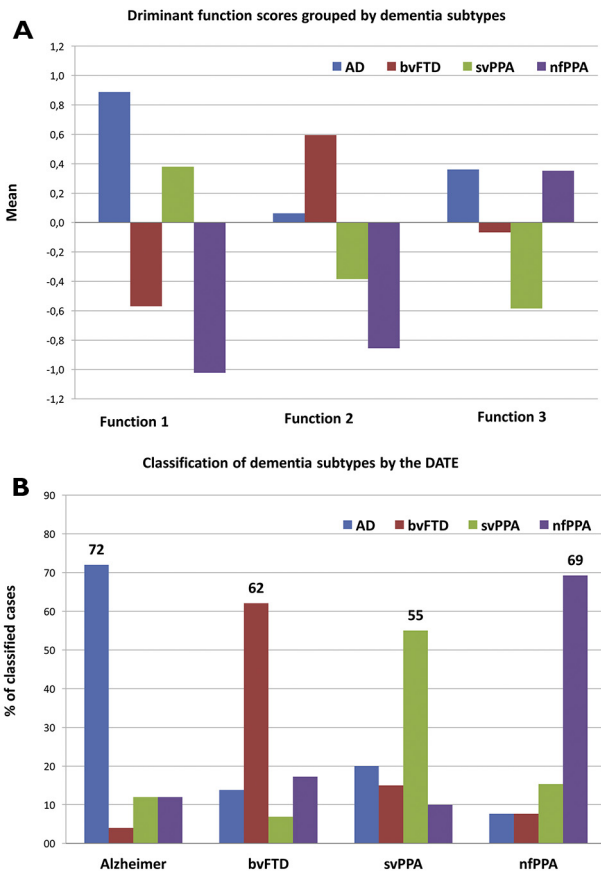 A
Driminant function scores grouped by dementia subtypes
1,2
1,0
0,8
0,6
0,4
0,2
0,0
-0,2
-0,4
-0,6
-0,8
-1,0
-1,2
Mean
AD bvFTD svPPA nfPPA
Function 1 Function 2 Function 3
Classification of dementia subtypes by the DATE
B
90
80
70
60
50
40
30
20
10
00
% of classified cases
AD bvFTD svPPA nfPPA
72 62 55 69
Alzheimer bvFTD svPPA nfPPA